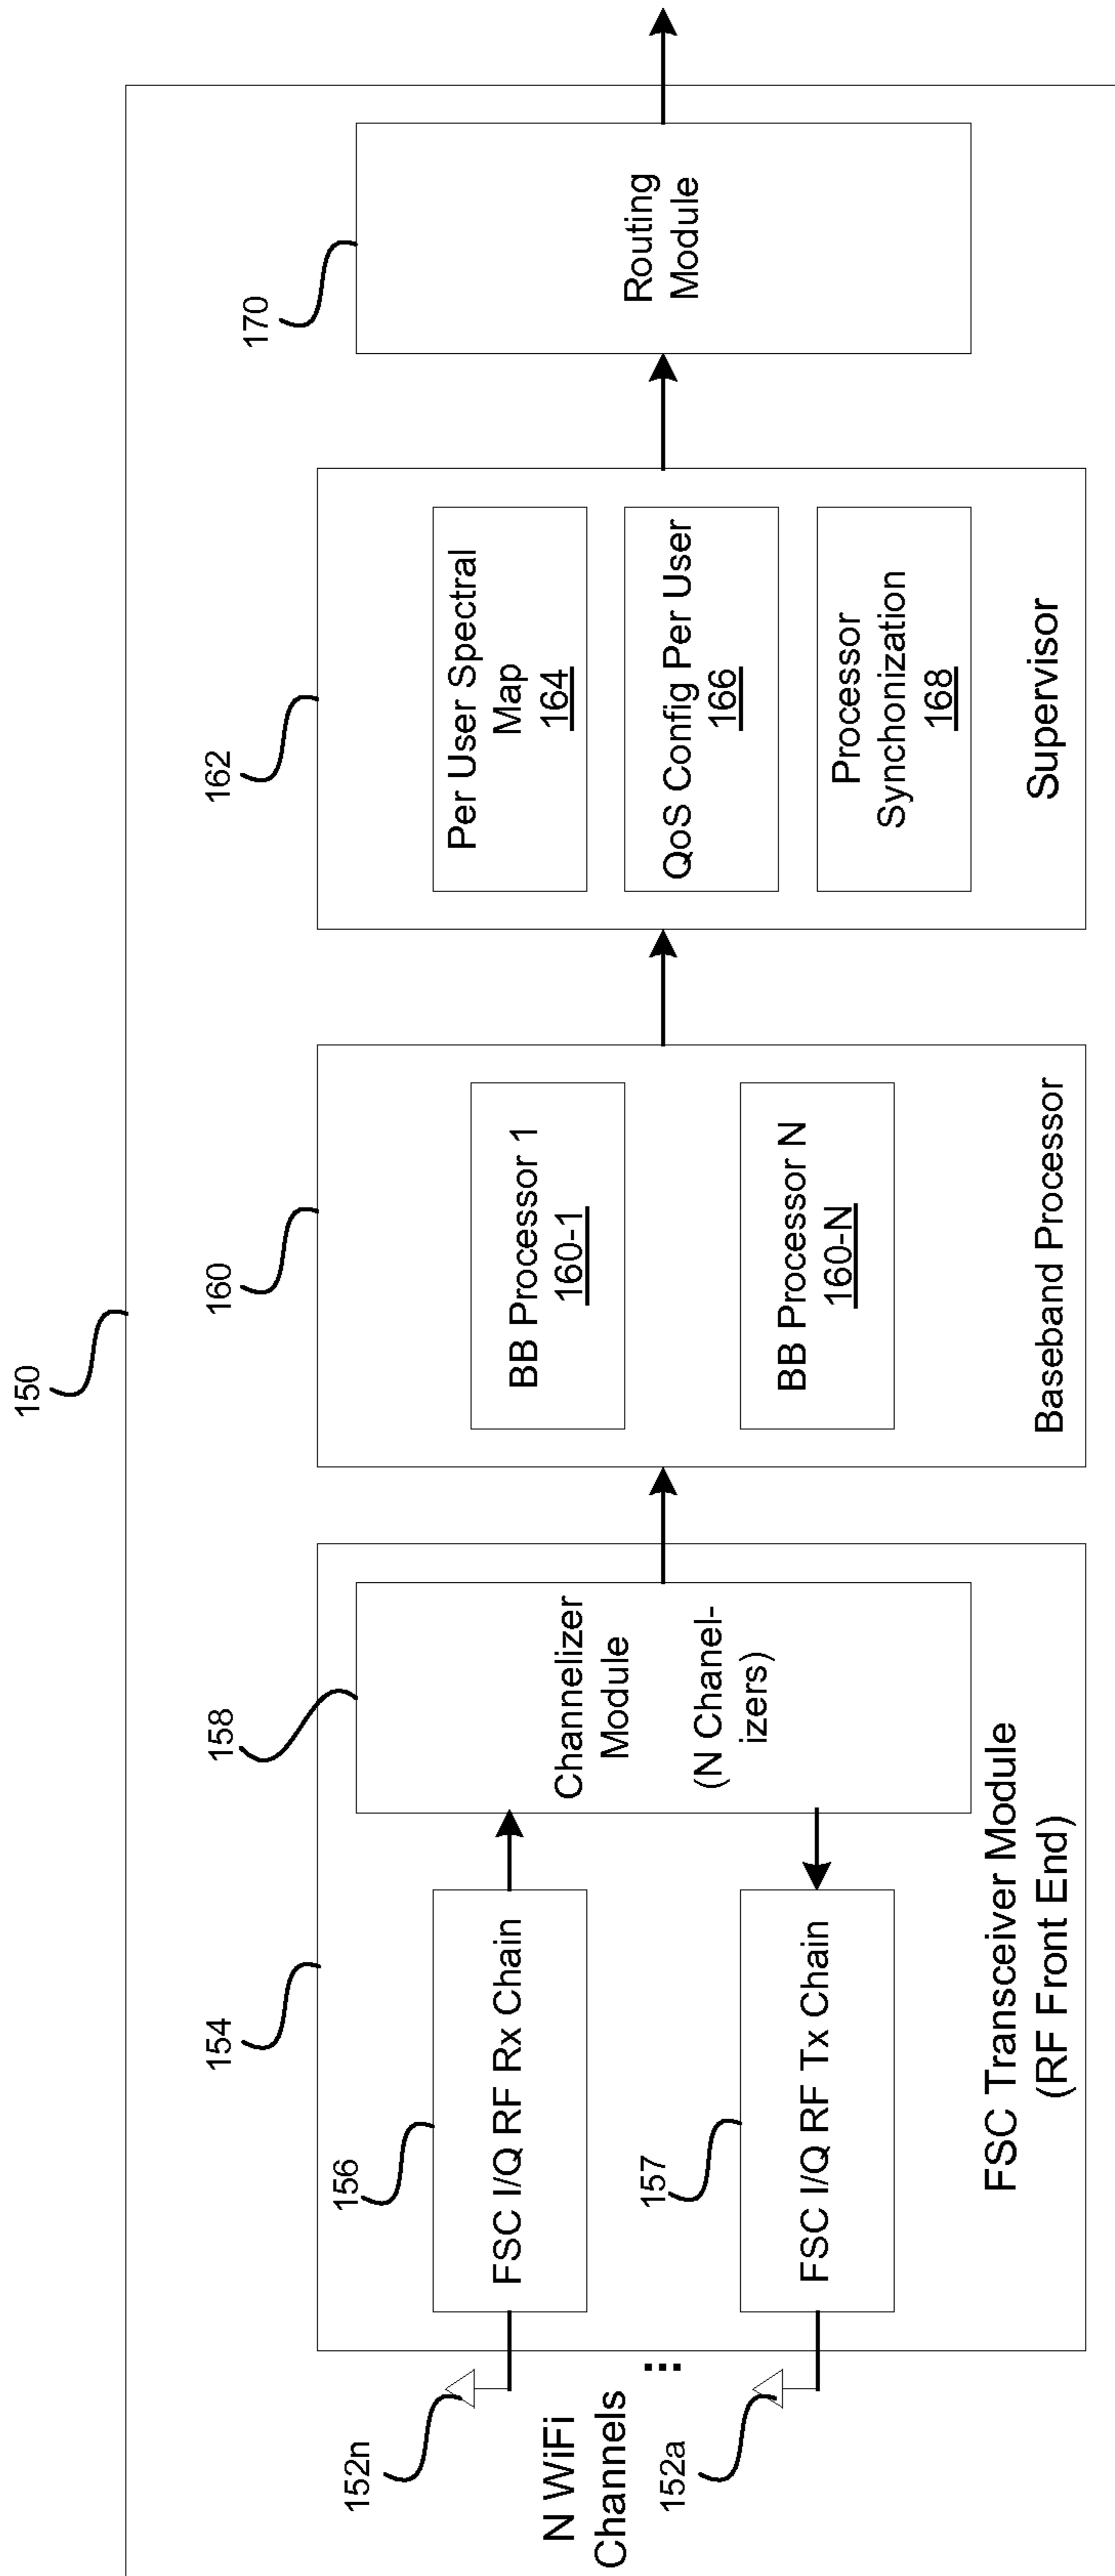 150
154
158
160
162
170
152n
N WiFi
Channels
152a
156
FSC I/Q RF Rx Chain
157
FSC I/Q RF Tx Chain
Channelizer
Module
(N Channel-
izers)
FSC Transceiver Module
(RF Front End)
BB Processor 1
160-1
BB Processor N
160-N
Baseband Processor
Per User Spectral
Map
164
QoS Config Per User
166
Processor
Synchonization
168
Supervisor
Routing
Module